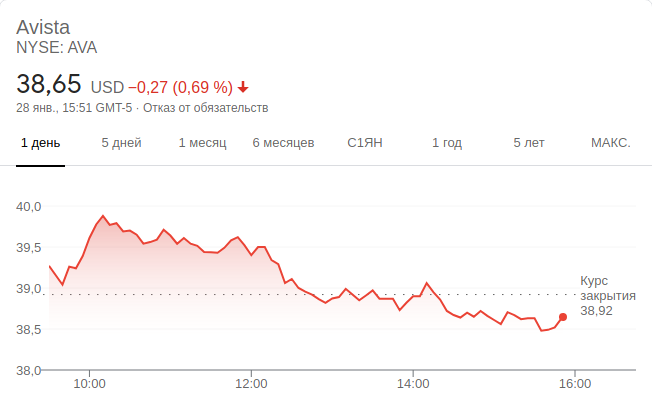 Avista
NYSE: AVA
38,65 USD −0,27 (0,69 %)
28 янв., 15:51 GMT-5 · Отказ от обязательств
1 день 5 дней 1 месяц 6 месяцев С1ЯН 1 год 5 лет МАКС.
40,0
39,5
39,0
38,5
38,0
Курс
закрытия
38,92
10:00 12:00 14:00 16:00